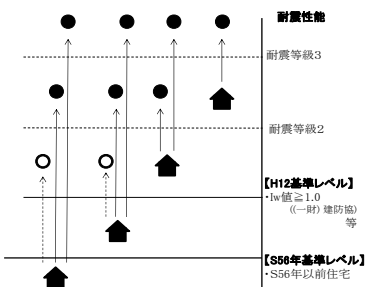 耐震性能
耐震等級3
耐震等級2
【H12基準レベル】
・Iw値≧1.0
((一財) 建防協)
等
【S56年基準レベル】
・S56年以前住宅